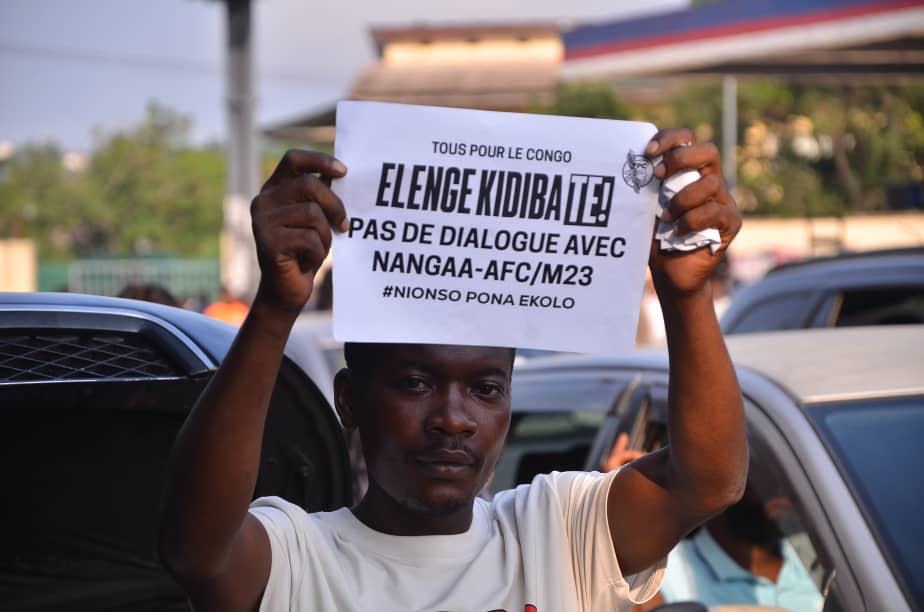 TOUS POUR LE CONGO
ELENGE KIDIBA TE!
PAS DE DIALOGUE AVEC
NANGAA-AFC/M23
#NIONSO PONA EKOLO